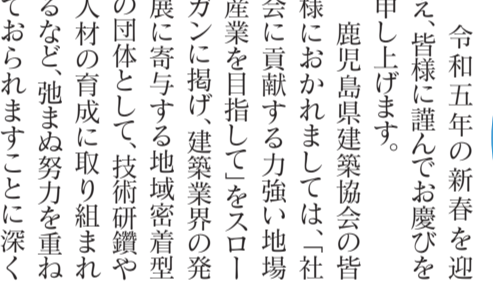 令和五年の新春を迎
え、皆様に謹んでお慶びを
申し上げます。
鹿児島県建築協会の皆
様におかれましては、「社
会に貢献する力強い地場
産業を目指して」をスロー
ガンに掲げ、建築業界の発
展に寄与する地域密着型
の団体として、技術研鑽や
人材の育成に取り組まれ
るなど、弛まぬ努力を重ね
ておられますことに深く